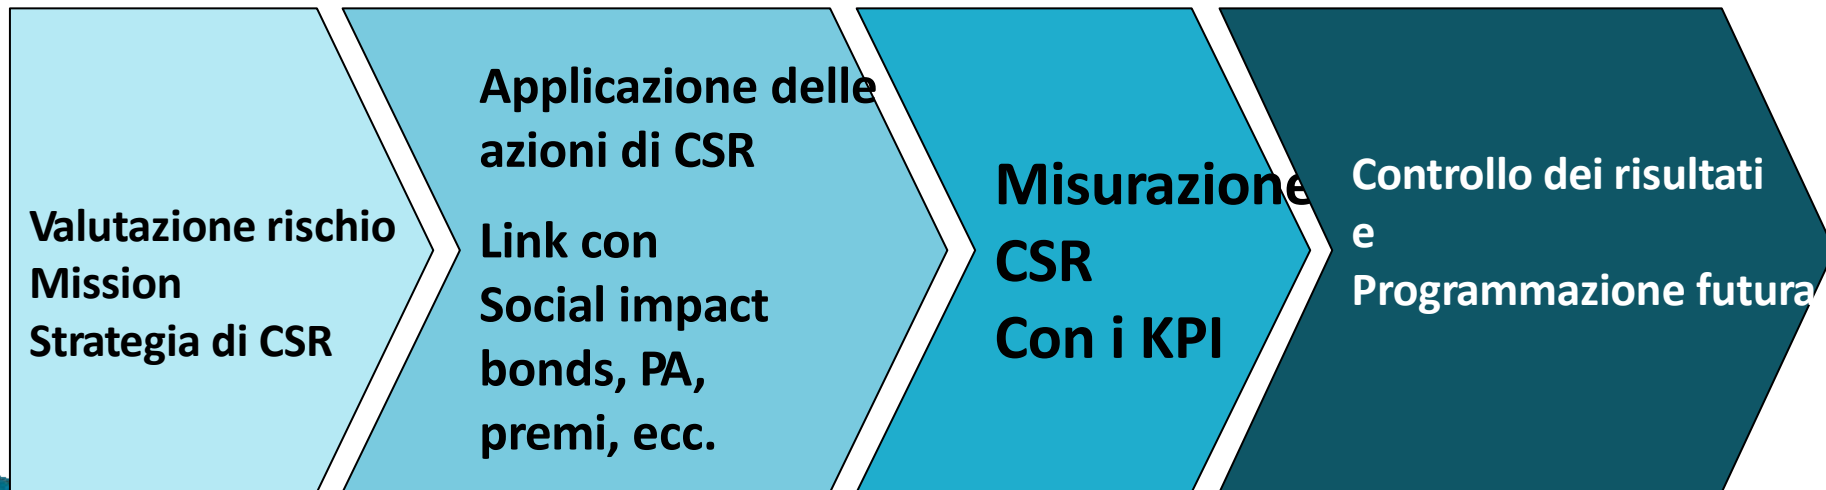 Valutazione rischio
Mission
Strategia di CSR
Applicazione delle
azioni di CSR
Link con
Social impact
bonds, PA,
premi, ecc.
Misurazione
CSR
Con i KPI
Controllo dei risultati
e
Programmazione futura